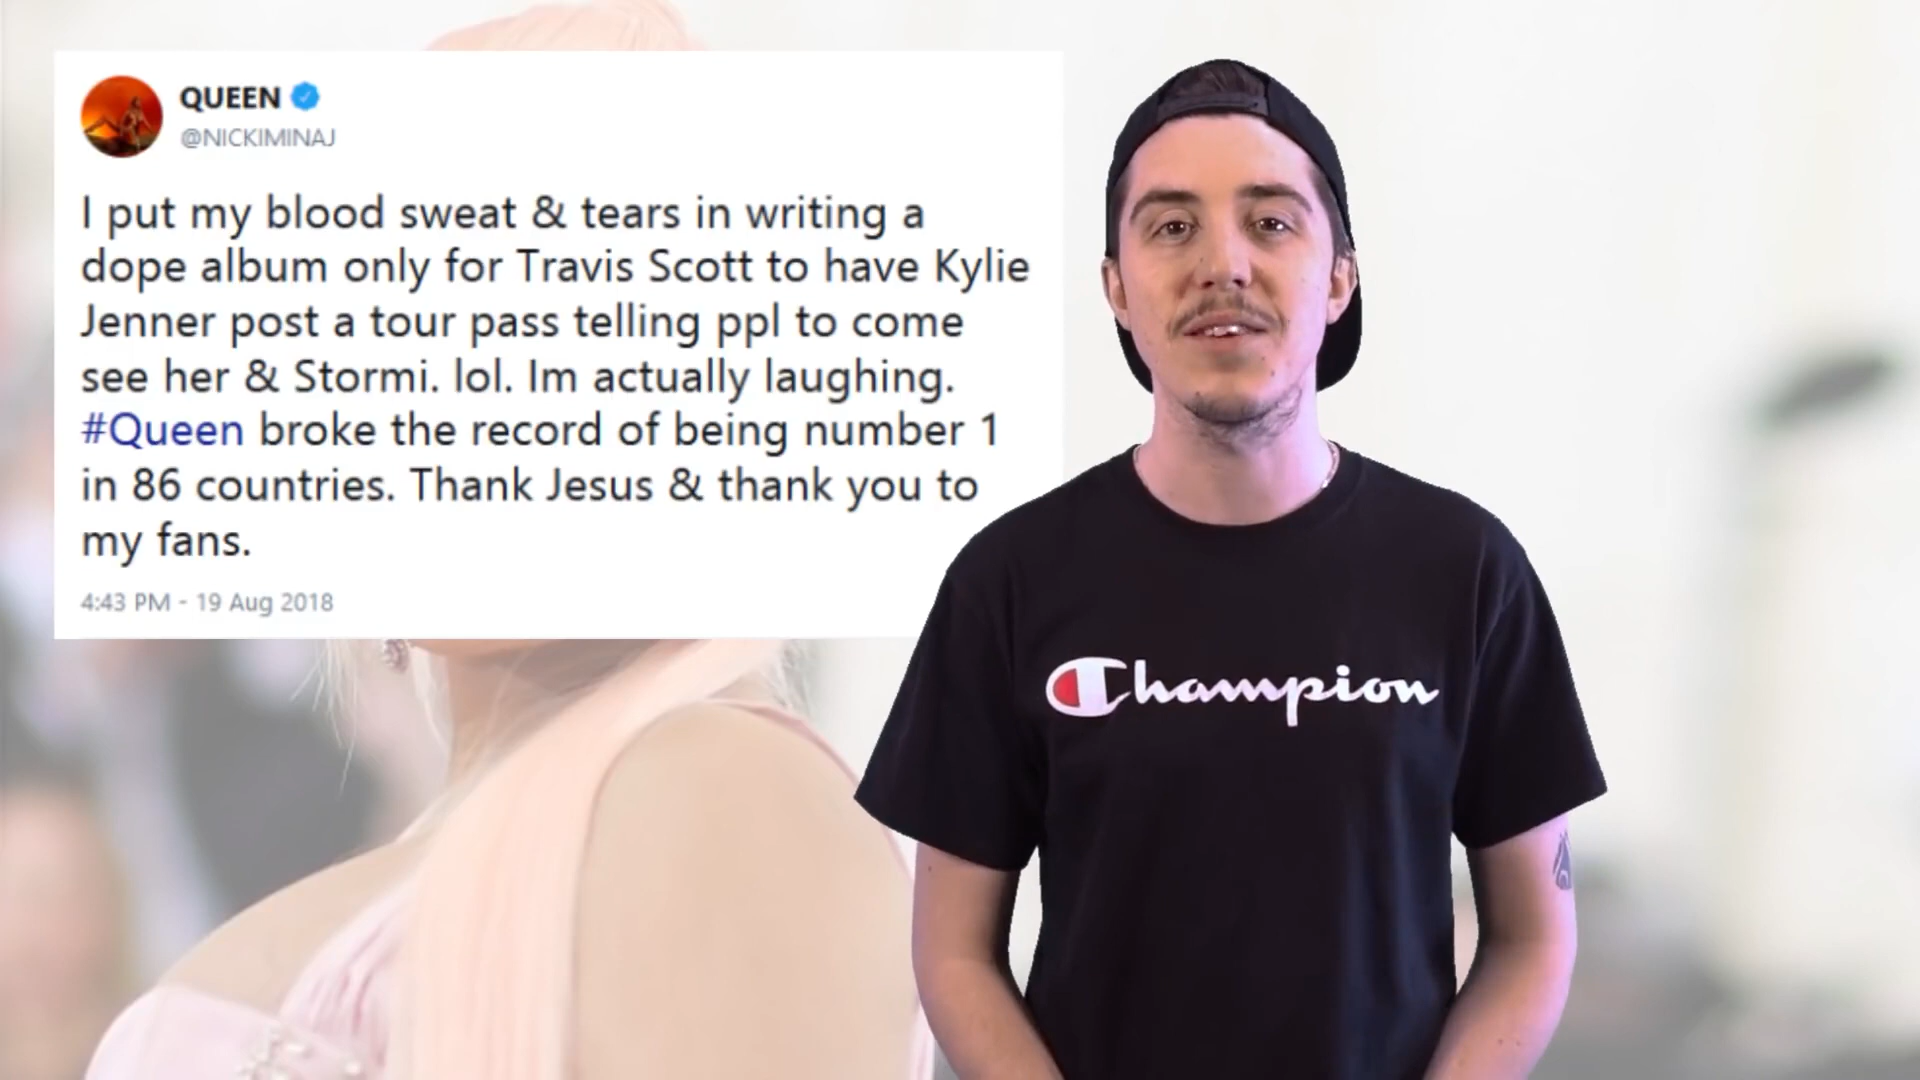 QUEEN
@NICKIMINAJ
I put my blood sweat & tears in writing a
dope album only for Travis Scott to have Kylie
Jenner post a tour pass telling ppl to come
see her & Stormi. lol. Im actually laughing.
#Queen broke the record of being number 1
in 86 countries. Thank Jesus & thank you to
my fans.
4:43 PM - 19 Aug 2018
Champion